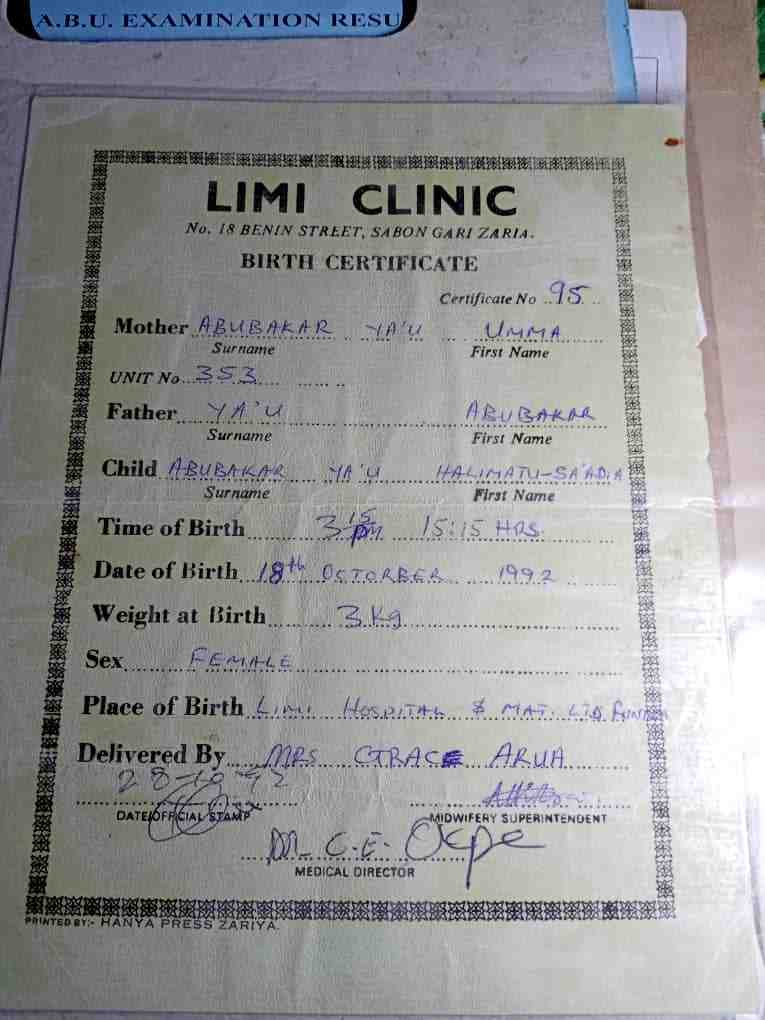 A.B.U. EXAMINATION RESU
LIMI CLINIC
No. 18 BENIN STREET, SABON GARI ZARIA.
BIRTH CERTIFICATE
Certificate No .. 95 ..
Mother ABUBAKAR YA'U UMMA
Surname First Name
UNIT No... 353
Father YA'U ABUBAKAR
Surname First Name
Child ABUBAKAR YA'U HALIMATU-SA'ADIA
Surname First Name
Time of Birth 3 15 PM 15:15 HRS.
Date of Birth 18th OCTORBER 1992
Weight at Birth 3 Kg
Sex FEMALE
Place of Birth LIMI HOSPITAL & MAT. LTD
Delivered By MRS GRACE ARUA
28-10-92
DATE/OFFICIAL STAMP MIDWIFERY SUPERINTENDENT
DR. C.E. Okpe
MEDICAL DIRECTOR
PRINTED BY:- HANYA PRESS ZARIYA.